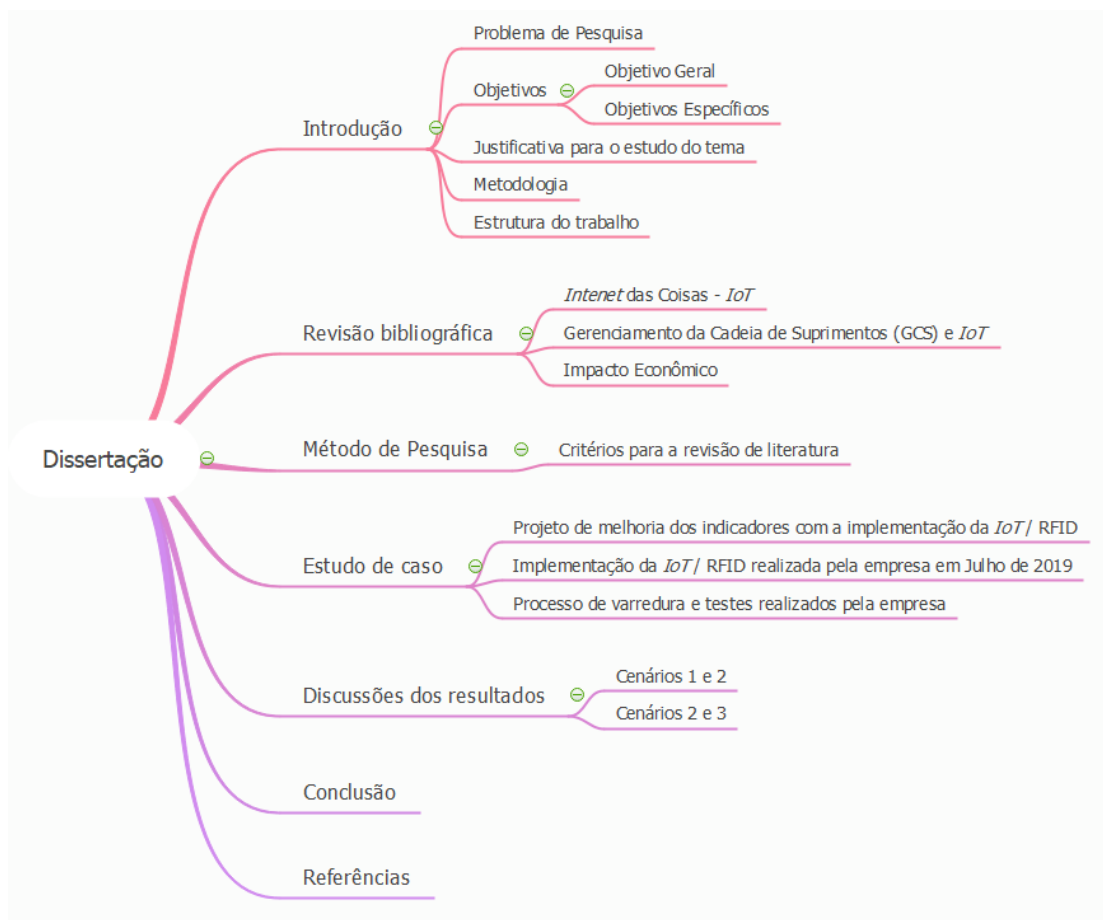 Dissertação
Introdução
Problema de Pesquisa
Objetivos
Objetivo Geral
Objetivos Específicos
Justificativa para o estudo do tema
Metodologia
Estrutura do trabalho
Revisão bibliográfica
Intenet das Coisas - IoT
Gerenciamento da Cadeia de Suprimentos (GCS) e IoT
Impacto Econômico
Método de Pesquisa
Critérios para a revisão de literatura
Estudo de caso
Projeto de melhoria dos indicadores com a implementação da IoT / RFID
Implementação da IoT / RFID realizada pela empresa em Julho de 2019
Processo de varredura e testes realizados pela empresa
Discussões dos resultados
Cenários 1 e 2
Cenários 2 e 3
Conclusão
Referências